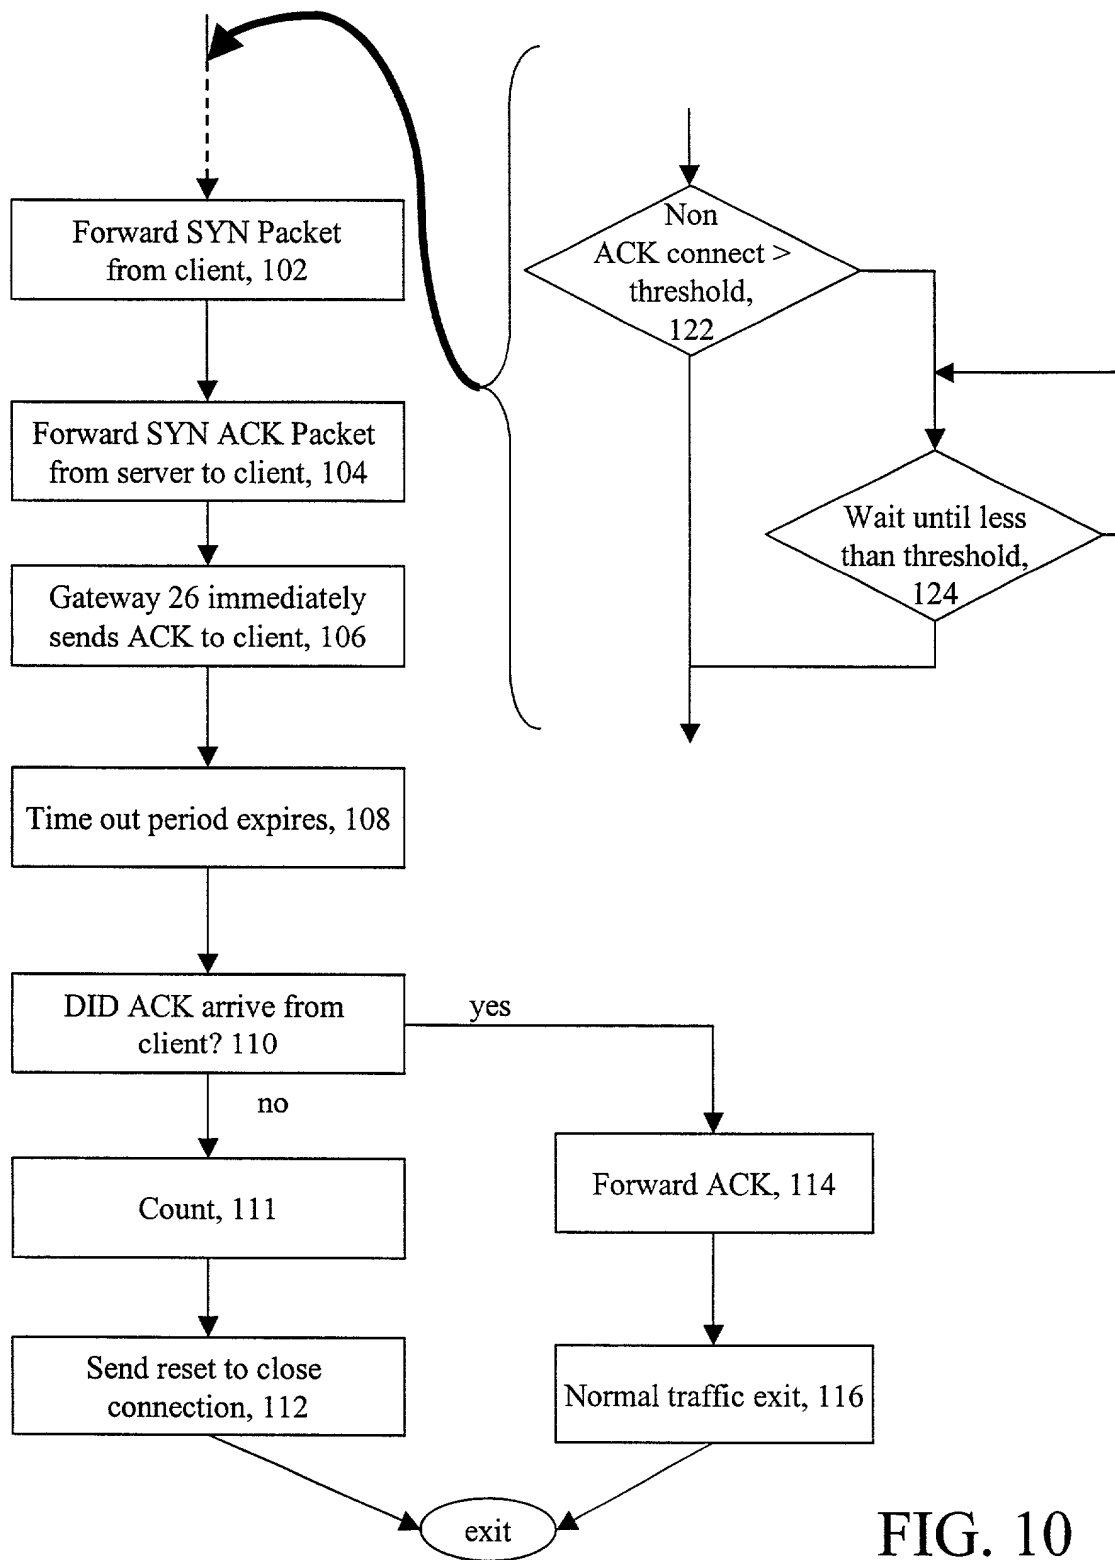 Forward SYN Packet
from client, 102
Forward SYN ACK Packet
from server to client, 104
Gateway 26 immediately
sends ACK to client, 106
Time out period expires, 108
DID ACK arrive from
client? 110
yes
no
Count, 111
Send reset to close
connection, 112
Forward ACK, 114
Normal traffic exit, 116
exit
Non
ACK connect >
threshold,
122
Wait until less
than threshold,
124
FIG. 10